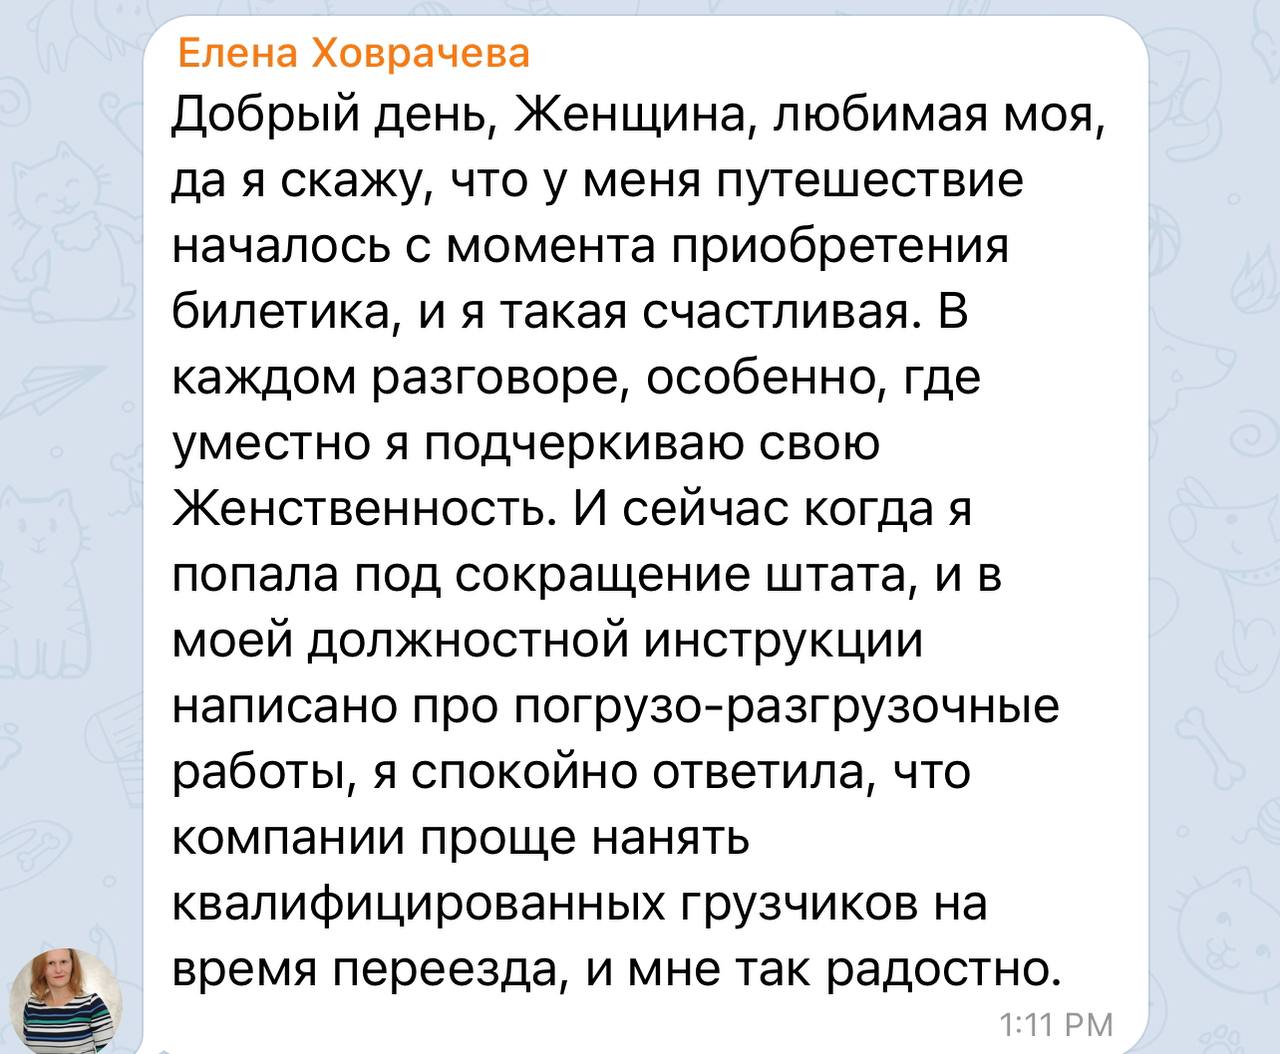 Елена Ховрачева
Добрый день, Женщина, любимая моя,
да я скажу, что у меня путешествие
началось с момента приобретения
билетика, и я такая счастливая. В
каждом разговоре, особенно, где
уместно я подчеркиваю свою
Женственность. И сейчас когда я
попала под сокращение штата, и в
моей должностной инструкции
написано про погрузо-разгрузочные
работы, я спокойно ответила, что
компании проще нанять
квалифицированных грузчиков на
время переезда, и мне так радостно.
1:11 PM